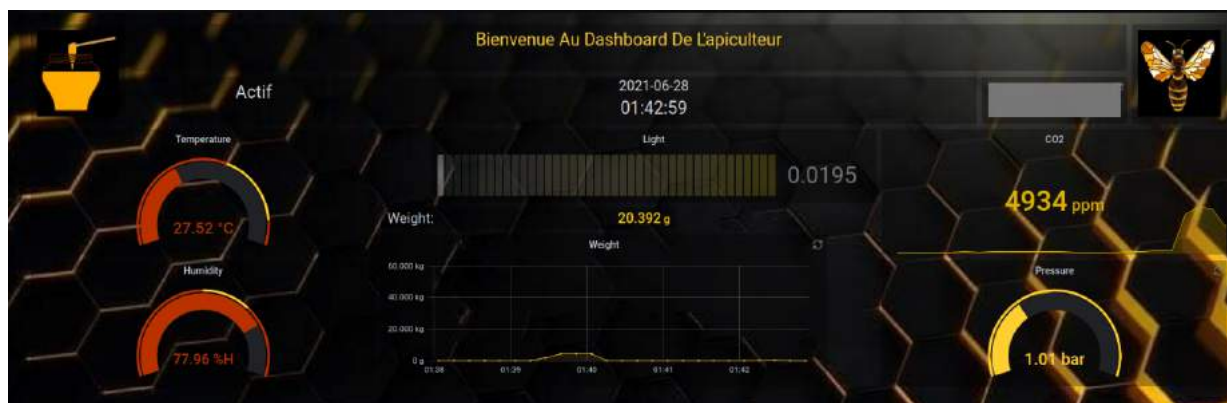 Bienvenue Au Dashboard De L'apiculteur
Actif
2021-06-28
01:42:59
Temperature
27.52 °C
Humidity
77.96 %H
Light
0.0195
Weight:
20.392 g
Weight
60.000 kg
40.000 kg
20.000 kg
0 g
01:38 01:39 01:40 01:41 01:42
CO2
4934 ppm
Pressure
1.01 bar